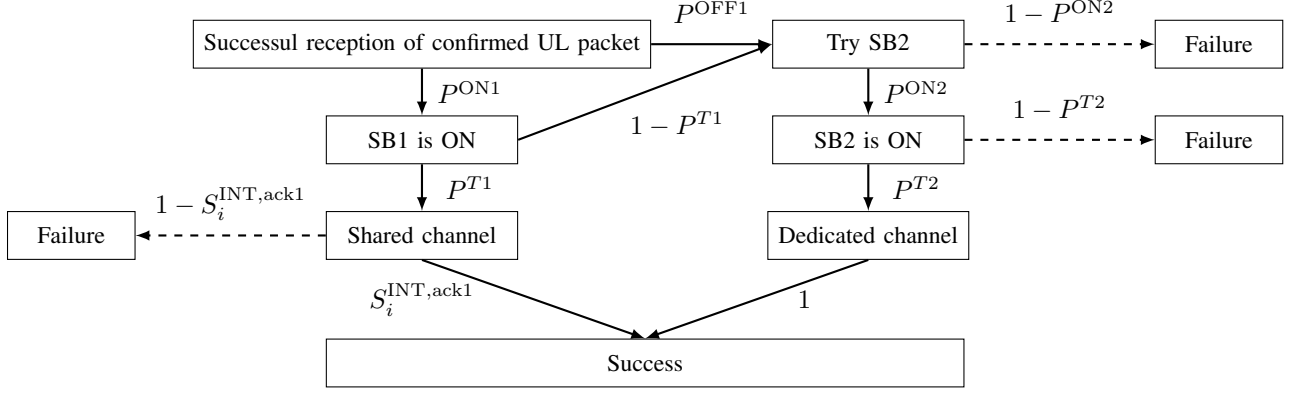 P^OFF1
1 − P^ON2
Successul reception of confirmed UL packet
Try SB2
Failure
P^ON1
P^ON2
1 − P^T1
1 − P^T2
SB1 is ON
SB2 is ON
Failure
P^T1
P^T2
1 − S_i^INT,ack1
Failure
Shared channel
Dedicated channel
S_i^INT,ack1
1
Success